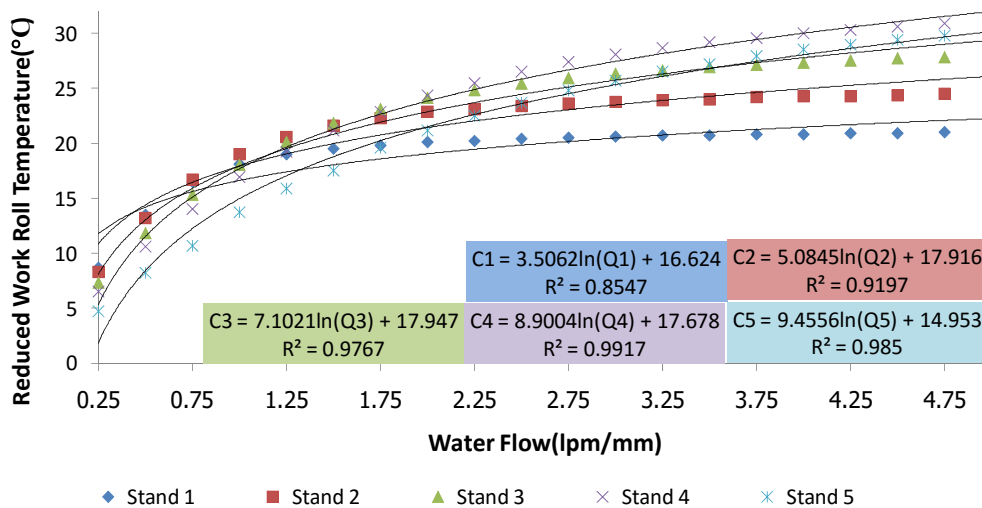 Reduced Work Roll Temperature(°C)
30
25
20
15
10
5
0
C1 = 3.5062ln(Q1) + 16.624
R² = 0.8547
C2 = 5.0845ln(Q2) + 17.916
R² = 0.9197
C3 = 7.1021ln(Q3) + 17.947
R² = 0.9767
C4 = 8.9004ln(Q4) + 17.678
R² = 0.9917
C5 = 9.4556ln(Q5) + 14.953
R² = 0.985
0.25 0.75 1.25 1.75 2.25 2.75 3.25 3.75 4.25 4.75
Water Flow(lpm/mm)
Stand 1 Stand 2 Stand 3 Stand 4 Stand 5